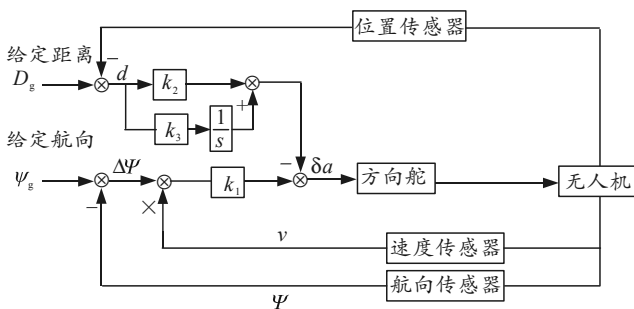 位置传感器
给定距离
−
D_g
d
k_2
+
k_3
1/s
给定航向
ψ_g
ΔΨ
−
×
k_1
−
δa
方向舵
无人机
v
速度传感器
航向传感器
Ψ